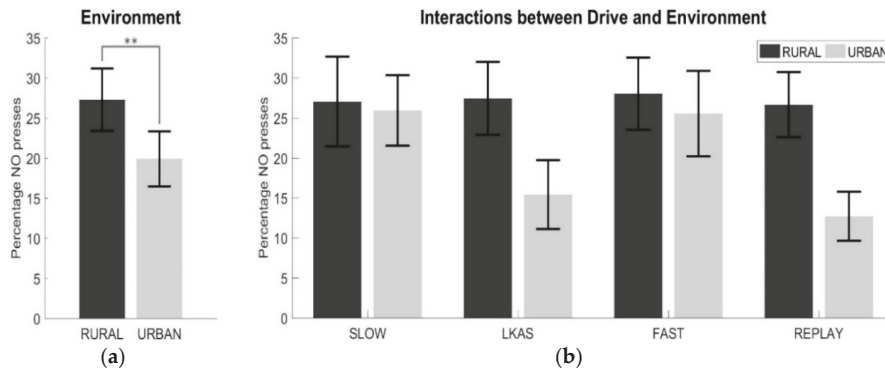 Environment
**
Percentage NO presses
35
30
25
20
15
10
5
0
RURAL URBAN
(a)
Interactions between Drive and Environment
RURAL URBAN
Percentage NO presses
35
30
25
20
15
10
5
0
SLOW LKAS FAST REPLAY
(b)